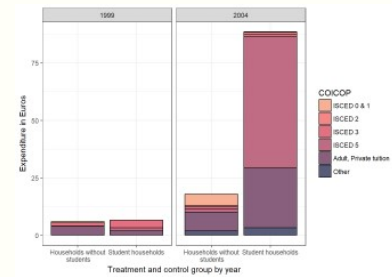 1999 2004
Expenditure in Euros
75
50
25
0
Households without students
Student households
Households without students
Student households
Treatment and control group by year
COICOP
ISCED 0 & 1
ISCED 2
ISCED 3
ISCED 5
Adult, Private tuition
Other